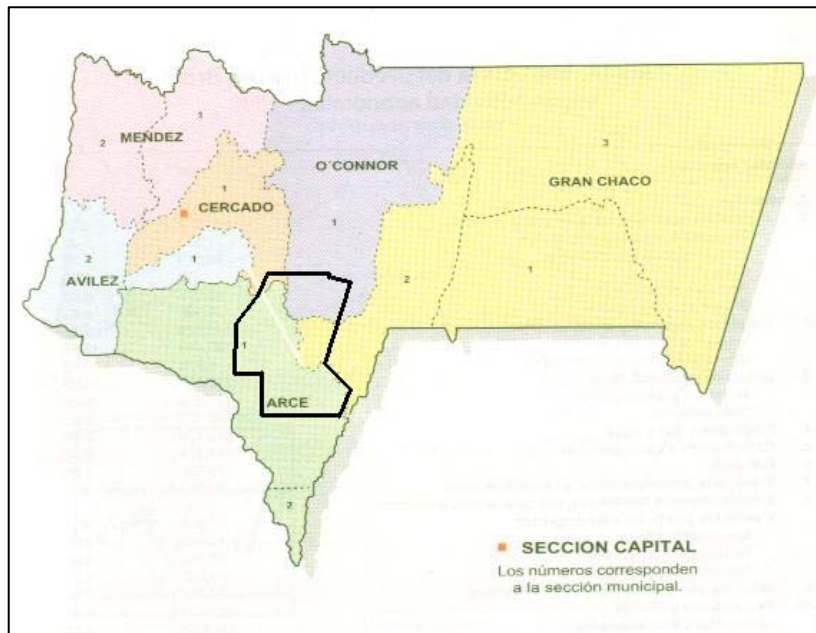 1
MENDEZ
2
O´CONNOR
3
1
GRAN CHACO
CERCADO
1
2
1
AVILEZ
2
1
1
ARCE
2
SECCION CAPITAL
Los números corresponden
a la sección municipal.